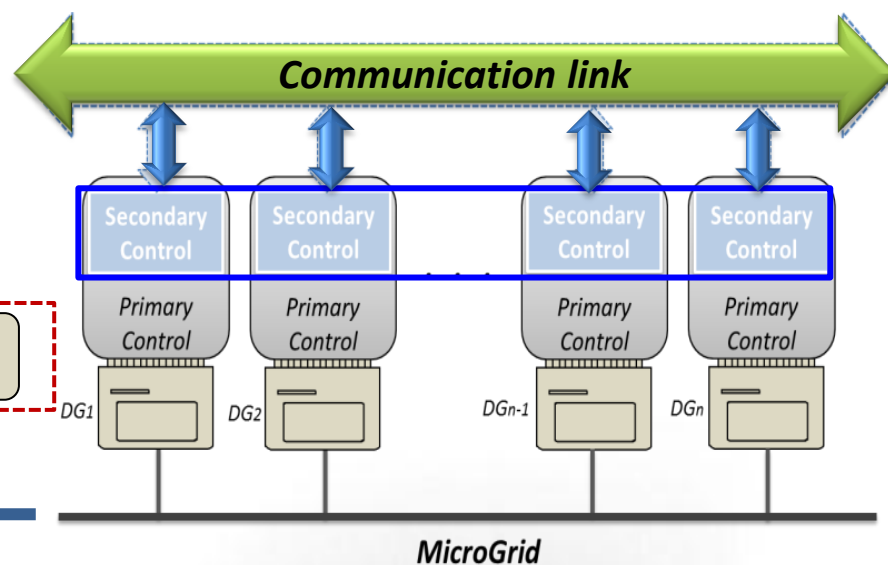 Communication link
Secondary
Control
Secondary
Control
Secondary
Control
Secondary
Control
. . .
Primary
Control
Primary
Control
Primary
Control
Primary
Control
DG1
DG2
DGn-1
DGn
MicroGrid